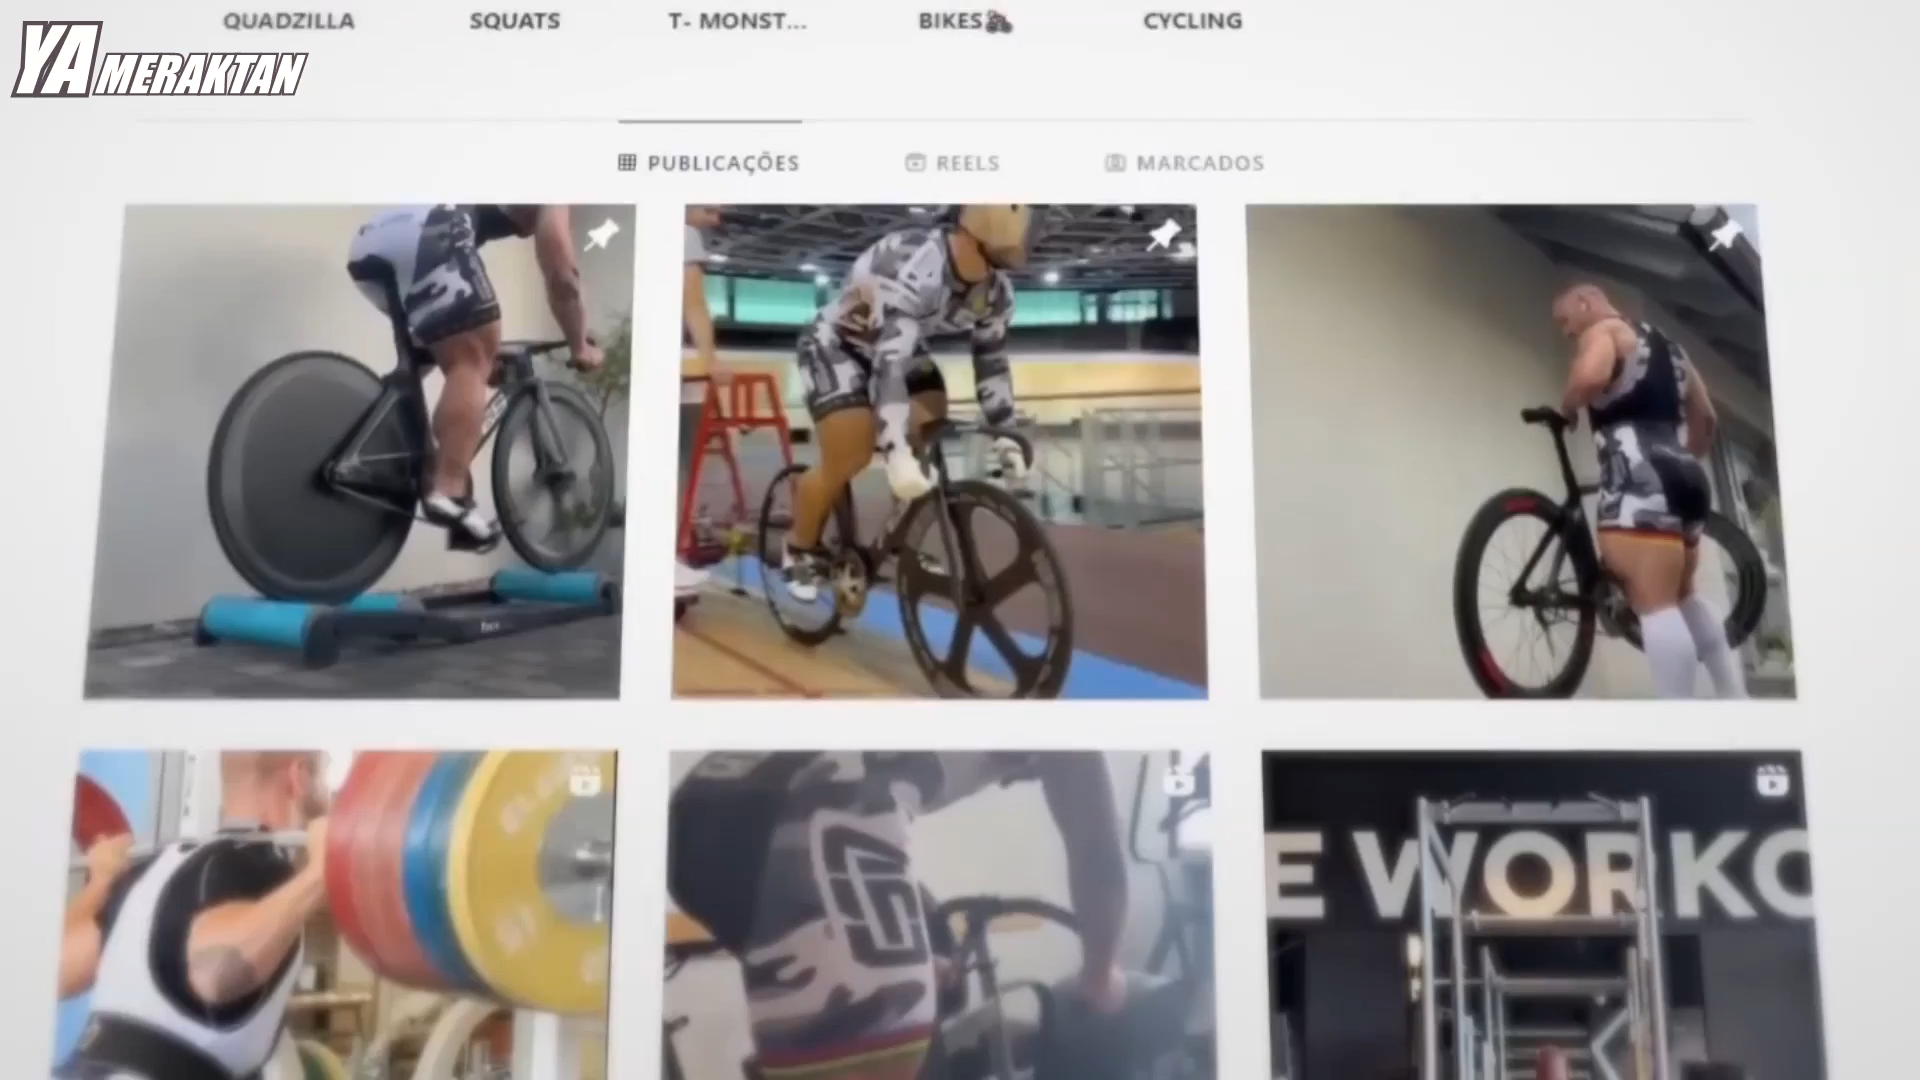 QUADZILLA SQUATS T- MONST... BIKES CYCLING
YAMERAKTAN
PUBLICAÇÕES REELS MARCADOS
E WORKO